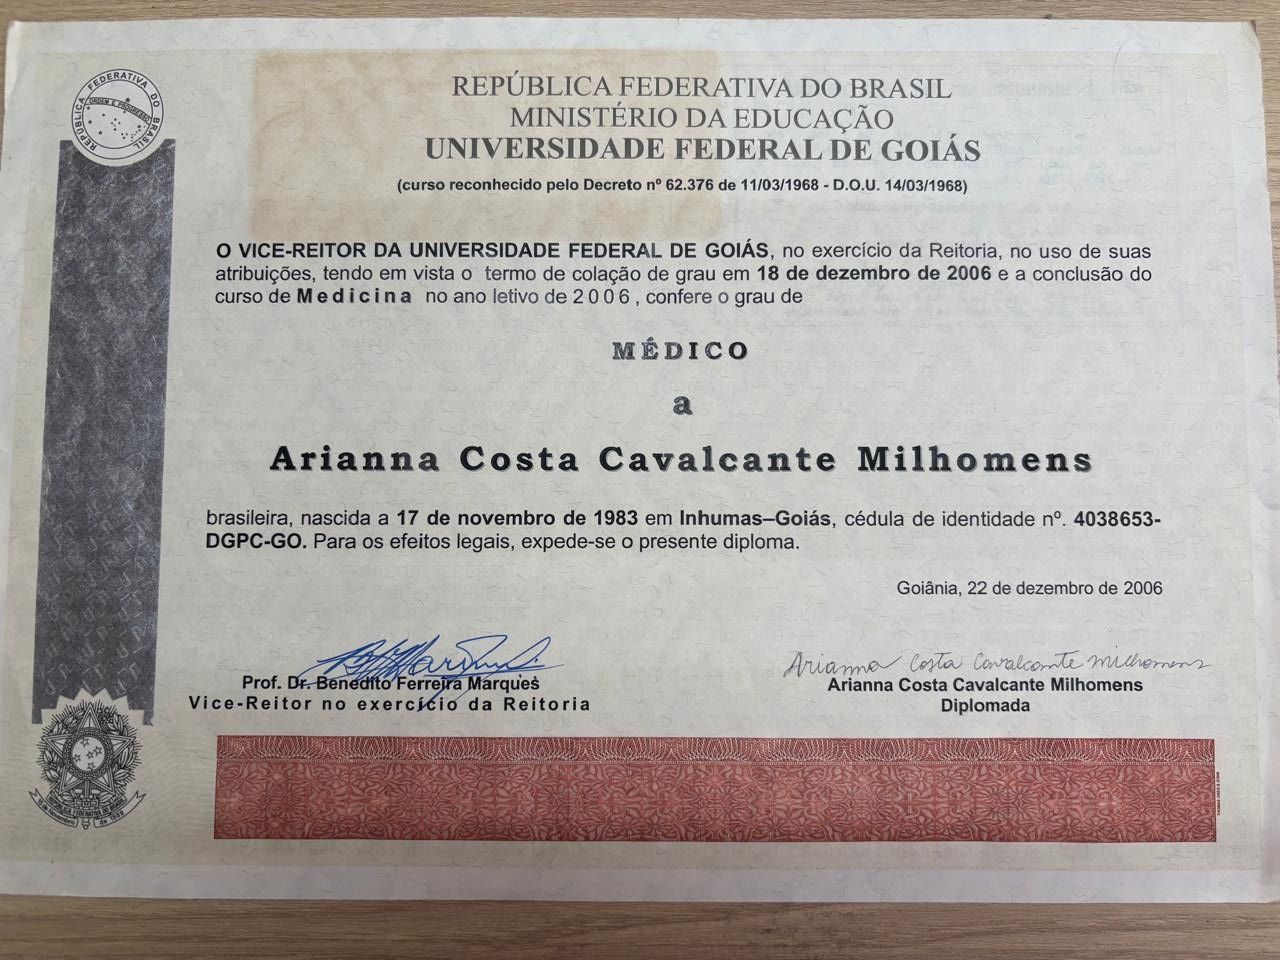 REPÚBLICA FEDERATIVA DO BRASIL
ORDEM E PROGRESSO
REPÚBLICA FEDERATIVA DO BRASIL
MINISTÉRIO DA EDUCAÇÃO
UNIVERSIDADE FEDERAL DE GOIÁS
(curso reconhecido pelo Decreto nº 62.376 de 11/03/1968 - D.O.U. 14/03/1968)
O VICE-REITOR DA UNIVERSIDADE FEDERAL DE GOIÁS, no exercício da Reitoria, no uso de suas
atribuições, tendo em vista o termo de colação de grau em 18 de dezembro de 2006 e a conclusão do
curso de Medicina no ano letivo de 2006, confere o grau de
MÉDICO
a
Arianna Costa Cavalcante Milhomens
brasileira, nascida a 17 de novembro de 1983 em Inhumas–Goiás, cédula de identidade nº. 4038653-
DGPC-GO. Para os efeitos legais, expede-se o presente diploma.
Goiânia, 22 de dezembro de 2006
Arianna Costa Cavalcante Milhomens
Prof. Dr. Benedito Ferreira Marques
Vice-Reitor no exercício da Reitoria
Arianna Costa Cavalcante Milhomens
Diplomada
REPÚBLICA FEDERATIVA DO BRASIL